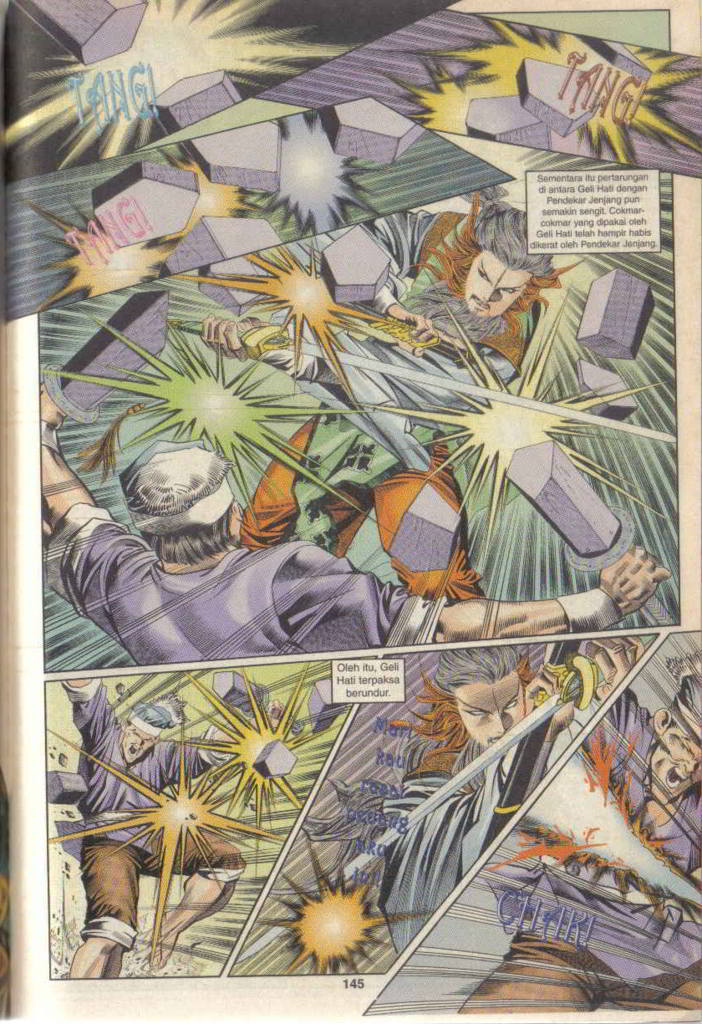 TANG!
TANG!
TANG!
Sementara itu pertarungan
di antara Geli Hati dengan
Pendekar Jenjang pun
semakin sengit. Cokmar-
cokmar yang dipakai oleh
Geli Hati telah hampir habis
dikerat oleh Pendekar Jenjang.
Oleh itu, Geli
Hati terpaksa
berundur.
Mari
kau
pedang
aku
ini!
CHAK!
145